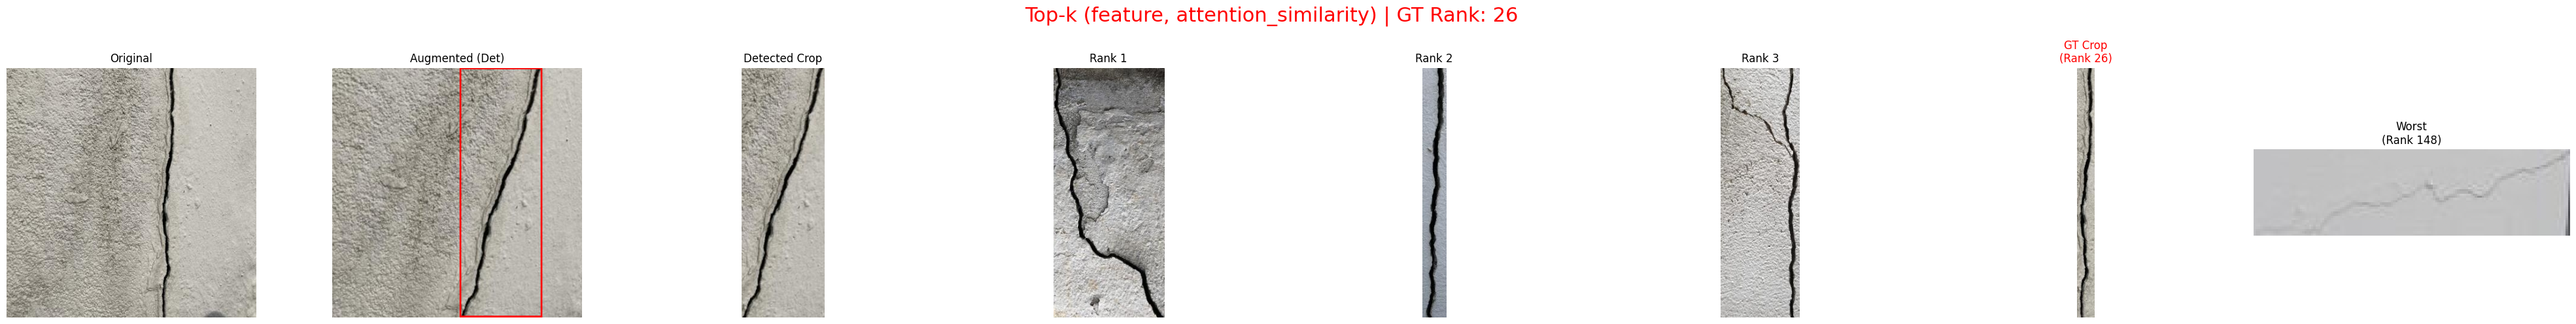 Top-k (feature, attention_similarity) | GT Rank: 26
Original
Augmented (Det)
Detected Crop
Rank 1
Rank 2
Rank 3
GT Crop
(Rank 26)
Worst
(Rank 148)